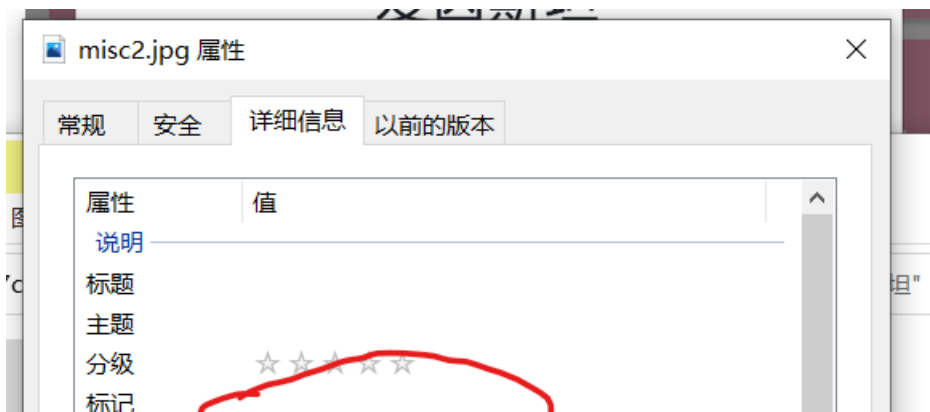 misc2.jpg 属性
常规 安全 详细信息 以前的版本
属性 值
说明
标题
坦"
主题
分级 ☆☆☆☆☆
标记